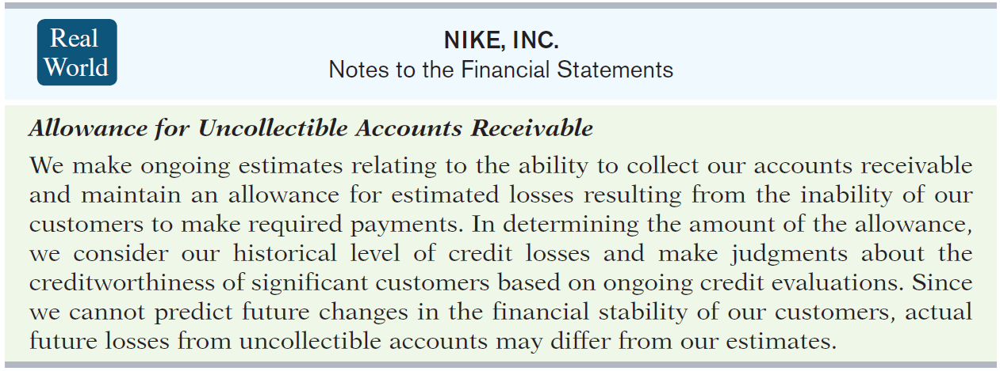 Real
World
NIKE, INC.
Notes to the Financial Statements
Allowance for Uncollectible Accounts Receivable
We make ongoing estimates relating to the ability to collect our accounts receivable
and maintain an allowance for estimated losses resulting from the inability of our
customers to make required payments. In determining the amount of the allowance,
we consider our historical level of credit losses and make judgments about the
creditworthiness of significant customers based on ongoing credit evaluations. Since
we cannot predict future changes in the financial stability of our customers, actual
future losses from uncollectible accounts may differ from our estimates.